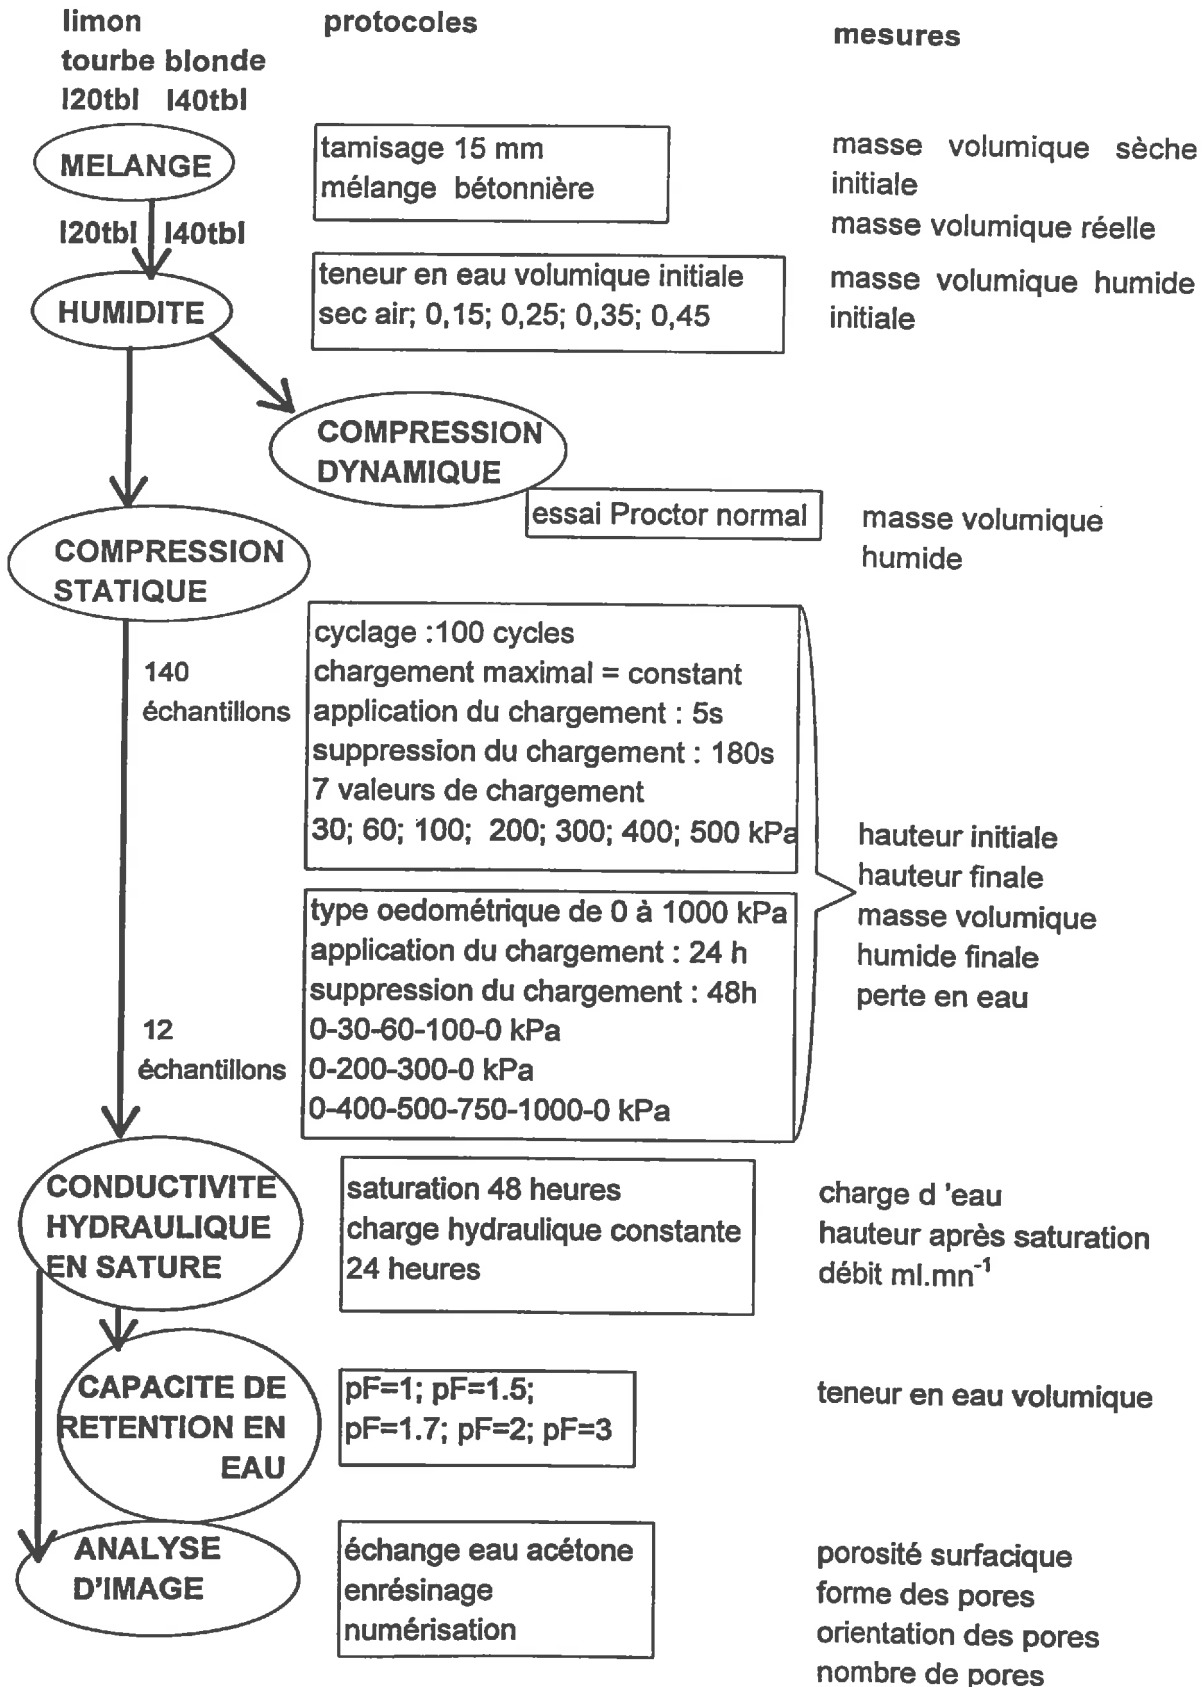 limon
tourbe blonde
l20tbl l40tbl
protocoles
mesures
MELANGE
tamisage 15 mm
mélange bétonnière
masse volumique sèche
initiale
masse volumique réelle
l20tbl l40tbl
HUMIDITE
teneur en eau volumique initiale
sec air; 0,15; 0,25; 0,35; 0,45
masse volumique humide
initiale
COMPRESSION
DYNAMIQUE
essai Proctor normal
masse volumique
humide
COMPRESSION
STATIQUE
140
échantillons
cyclage :100 cycles
chargement maximal = constant
application du chargement : 5s
suppression du chargement : 180s
7 valeurs de chargement
30; 60; 100; 200; 300; 400; 500 kPa
12
échantillons
type oedométrique de 0 à 1000 kPa
application du chargement : 24 h
suppression du chargement : 48h
0-30-60-100-0 kPa
0-200-300-0 kPa
0-400-500-750-1000-0 kPa
hauteur initiale
hauteur finale
masse volumique
humide finale
perte en eau
CONDUCTIVITE
HYDRAULIQUE
EN SATURE
saturation 48 heures
charge hydraulique constante
24 heures
charge d 'eau
hauteur après saturation
débit ml.mn⁻¹
CAPACITE DE
RETENTION EN
EAU
pF=1; pF=1.5;
pF=1.7; pF=2; pF=3
teneur en eau volumique
ANALYSE
D'IMAGE
échange eau acétone
enrésinage
numérisation
porosité surfacique
forme des pores
orientation des pores
nombre de pores